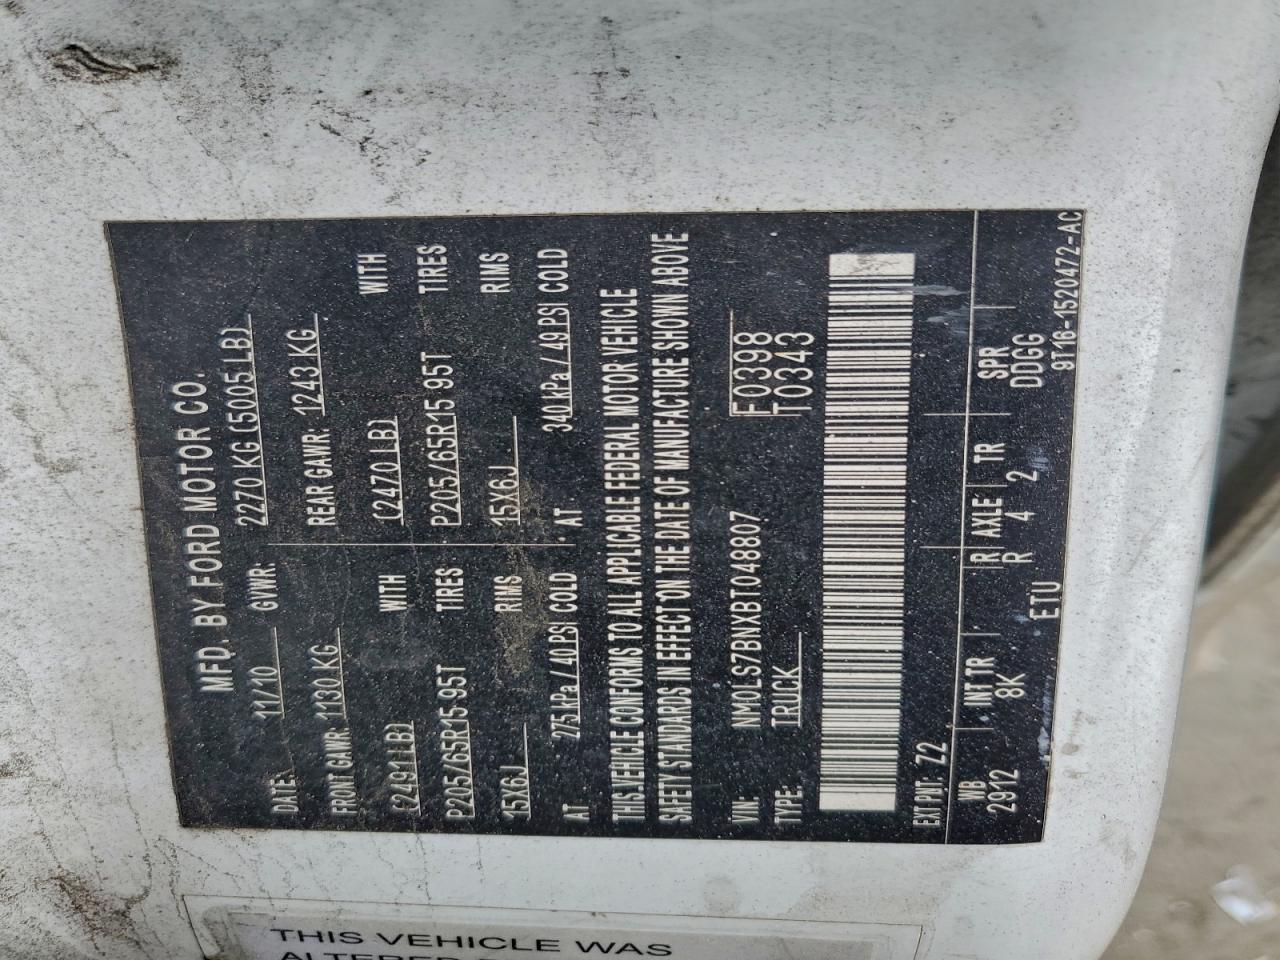 MFD. BY FORD MOTOR CO.
DATE: 11/10 GVWR: 2270 KG (5005 LB)
FRONT GAWR: 1130 KG REAR GAWR: 1243 KG
(2491 LB) WITH (2470 LB) WITH
P205/65R15 95T TIRES P205/65R15 95T TIRES
15X6J RIMS 15X6J RIMS
AT 275 kPa / 40 PSI COLD AT 340 kPa / 49 PSI COLD
THIS VEHICLE CONFORMS TO ALL APPLICABLE FEDERAL MOTOR VEHICLE
SAFETY STANDARDS IN EFFECT ON THE DATE OF MANUFACTURE SHOWN ABOVE
VIN: NM0LS7BNXBT048807 F0398
TYPE: TRUCK T0343
EXT PNT: Z2
WB INT TR R AXLE TR SPR
2912 8K R 4 2 DDGG
ETU 9T16-1520472-AC
THIS VEHICLE WAS
ALTERED